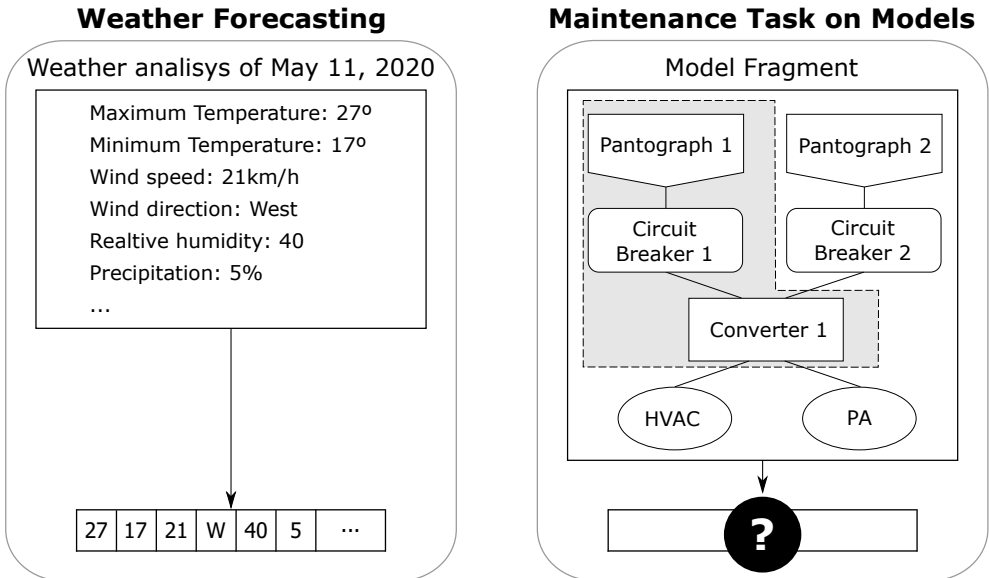 Weather Forecasting
Weather analisys of May 11, 2020
Maximum Temperature: 27º
Minimum Temperature: 17º
Wind speed: 21km/h
Wind direction: West
Realtive humidity: 40
Precipitation: 5%
...
27 17 21 W 40 5 ...
Maintenance Task on Models
Model Fragment
Pantograph 1
Pantograph 2
Circuit
Breaker 1
Circuit
Breaker 2
Converter 1
HVAC
PA
?